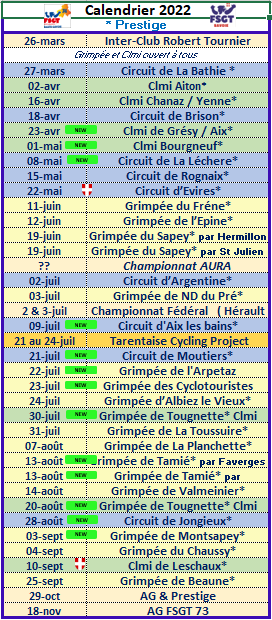 FSGT
Calendrier 2022
FSGT
* Prestige
26-mars Inter-Club Robert Tournier
Grimpée et Clmi ouvert à tous
27-mars Circuit de La Bathie *
02-avr Clmi Aiton*
16-avr Clmi Chanaz / Yenne*
18-avr Circuit de Brison*
23-avr NEW Clmi de Grésy / Aix*
01-mai NEW Clmi Bourgneuf*
08-mai NEW Circuit de La Léchere*
15-mai Circuit de Rognaix*
22-mai Circuit d'Evires*
11-juin Grimpée du Fréne*
12-juin Grimpée de l'Epine*
19-juin Grimpée du Sapey* par Hermillon
19-juin Grimpée du Sapey* par St Julien
?? Championnat AURA
02-juil Circuit d'Argentine*
03-juil Grimpée de ND du Pré*
2 & 3-juil Championnat Fédéral ( Hérault
09-juil NEW Circuit d'Aix les bains*
21 au 24-juil Tarentaise Cycling Project
21-juil NEW Circuit de Moutiers*
22-juil NEW Grimpée de l'Arpetaz
23-juil NEW Grimpée des Cyclotouristes
24-juil Grimpée d'Albiez le Vieux*
30-juil NEW Grimpée de Tougnette* Clmi
31-juil Grimpée de La Toussuire*
07-août Grimpée de La Planchette*
13-août NEW rimpée de Tamié* par Faverges
13-août NEW Grimpée de Tamié* par
14-août Grimpée de Valmeinier*
20-août NEW Grimpée de Tougnette* Clmi
28-août NEW Circuit de Jongieux*
03-sept NEW Grimpée de Montsapey*
04-sept Grimpée du Chaussy*
10-sept Clmi de Leschaux*
25-sept Grimpée de Beaune*
29-oct AG & Prestige
18-nov AG FSGT 73